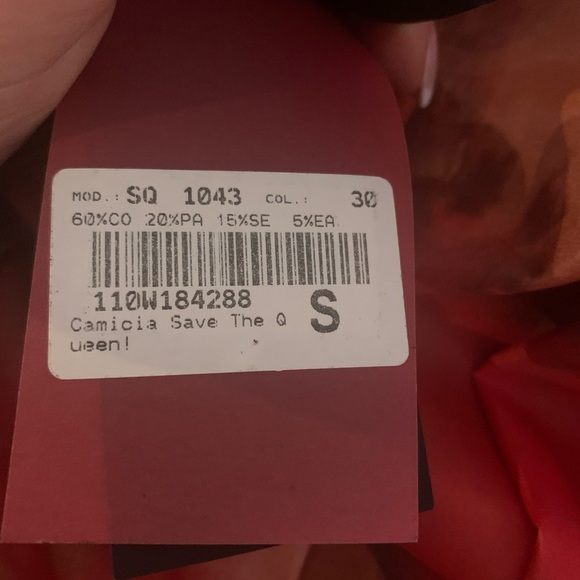 MOD.: SQ 1043 COL.: 30
60%CO 20%PA 15%SE 5%EA
110W184288
S
Camicia Save The Q
ueen!